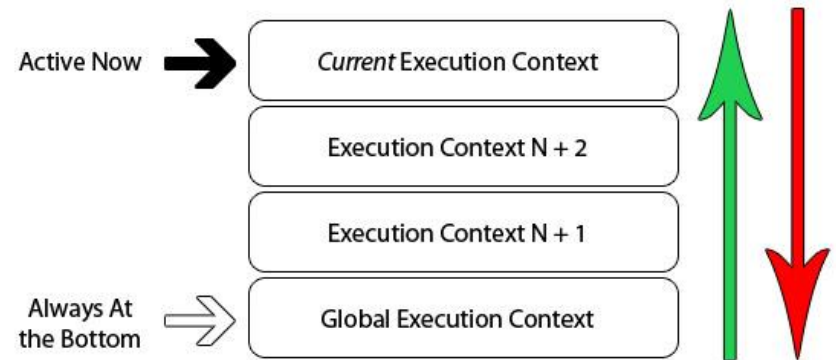 Active Now
Current Execution Context
Execution Context N + 2
Execution Context N + 1
Always At
the Bottom
Global Execution Context